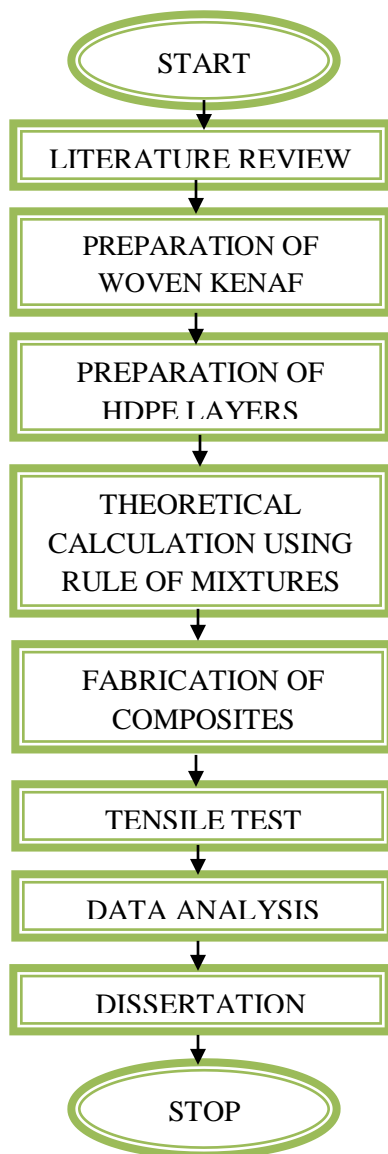 START
LITERATURE REVIEW
PREPARATION OF
WOVEN KENAF
PREPARATION OF
HDPE LAYERS
THEORETICAL
CALCULATION USING
RULE OF MIXTURES
FABRICATION OF
COMPOSITES
TENSILE TEST
DATA ANALYSIS
DISSERTATION
STOP